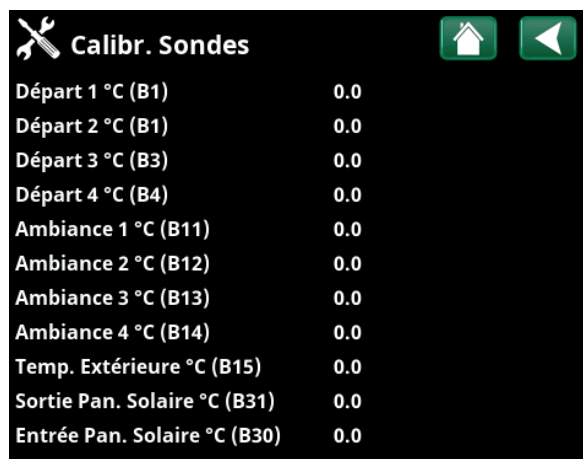 Calibr. Sondes
Départ 1 °C (B1) 0.0
Départ 2 °C (B1) 0.0
Départ 3 °C (B3) 0.0
Départ 4 °C (B4) 0.0
Ambiance 1 °C (B11) 0.0
Ambiance 2 °C (B12) 0.0
Ambiance 3 °C (B13) 0.0
Ambiance 4 °C (B14) 0.0
Temp. Extérieure °C (B15) 0.0
Sortie Pan. Solaire °C (B31) 0.0
Entrée Pan. Solaire °C (B30) 0.0